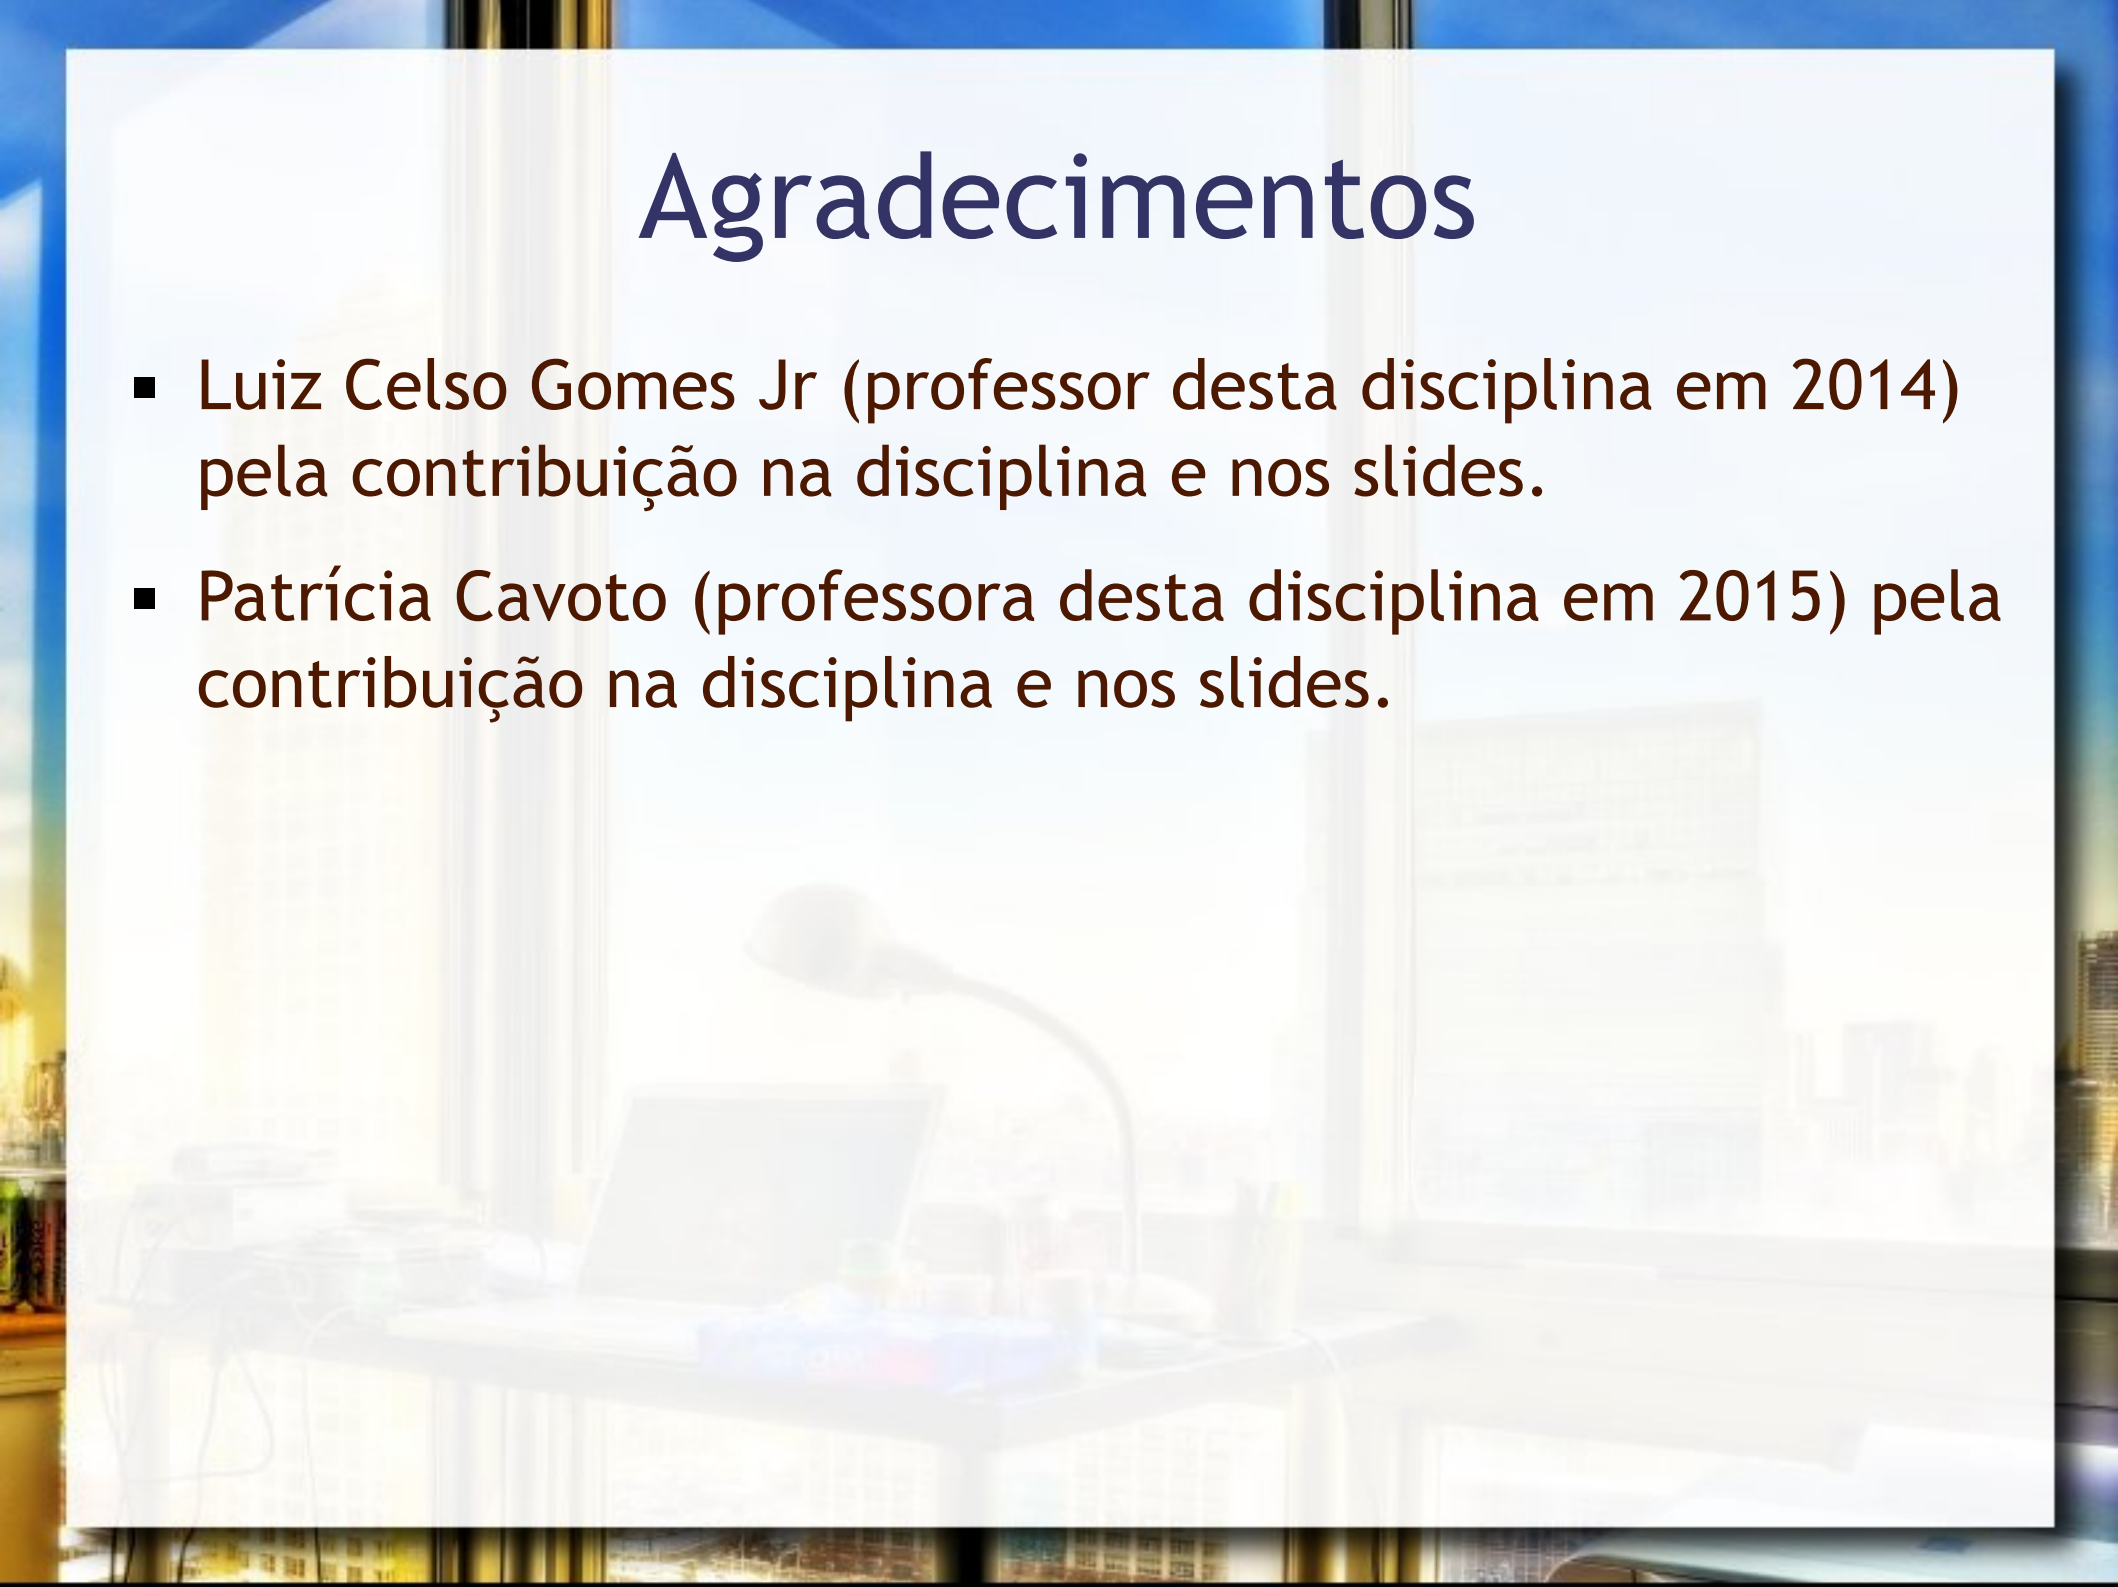 Agradecimentos
▪ Luiz Celso Gomes Jr (professor desta disciplina em 2014)
pela contribuição na disciplina e nos slides.
▪ Patrícia Cavoto (professora desta disciplina em 2015) pela
contribuição na disciplina e nos slides.